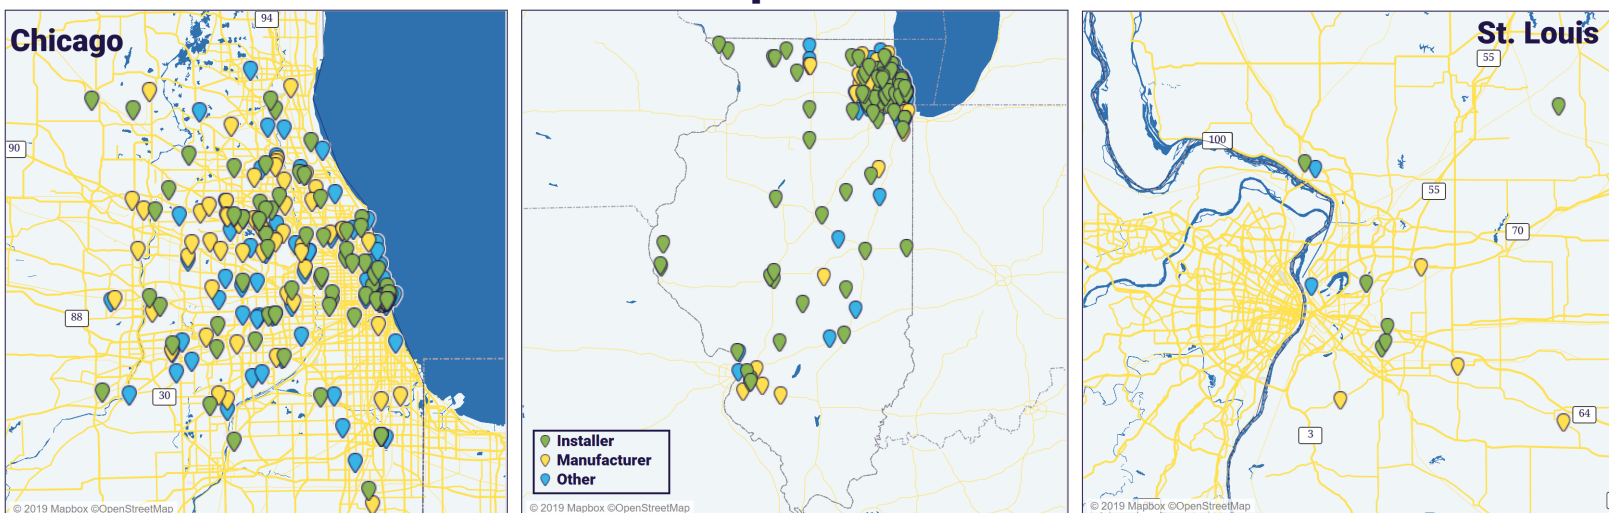 Chicago
94
90
88
30
© 2019 Mapbox ©OpenStreetMap
Installer
Manufacturer
Other
© 2019 Mapbox ©OpenStreetMap
St. Louis
55
100
55
70
64
3
© 2019 Mapbox ©OpenStreetMap